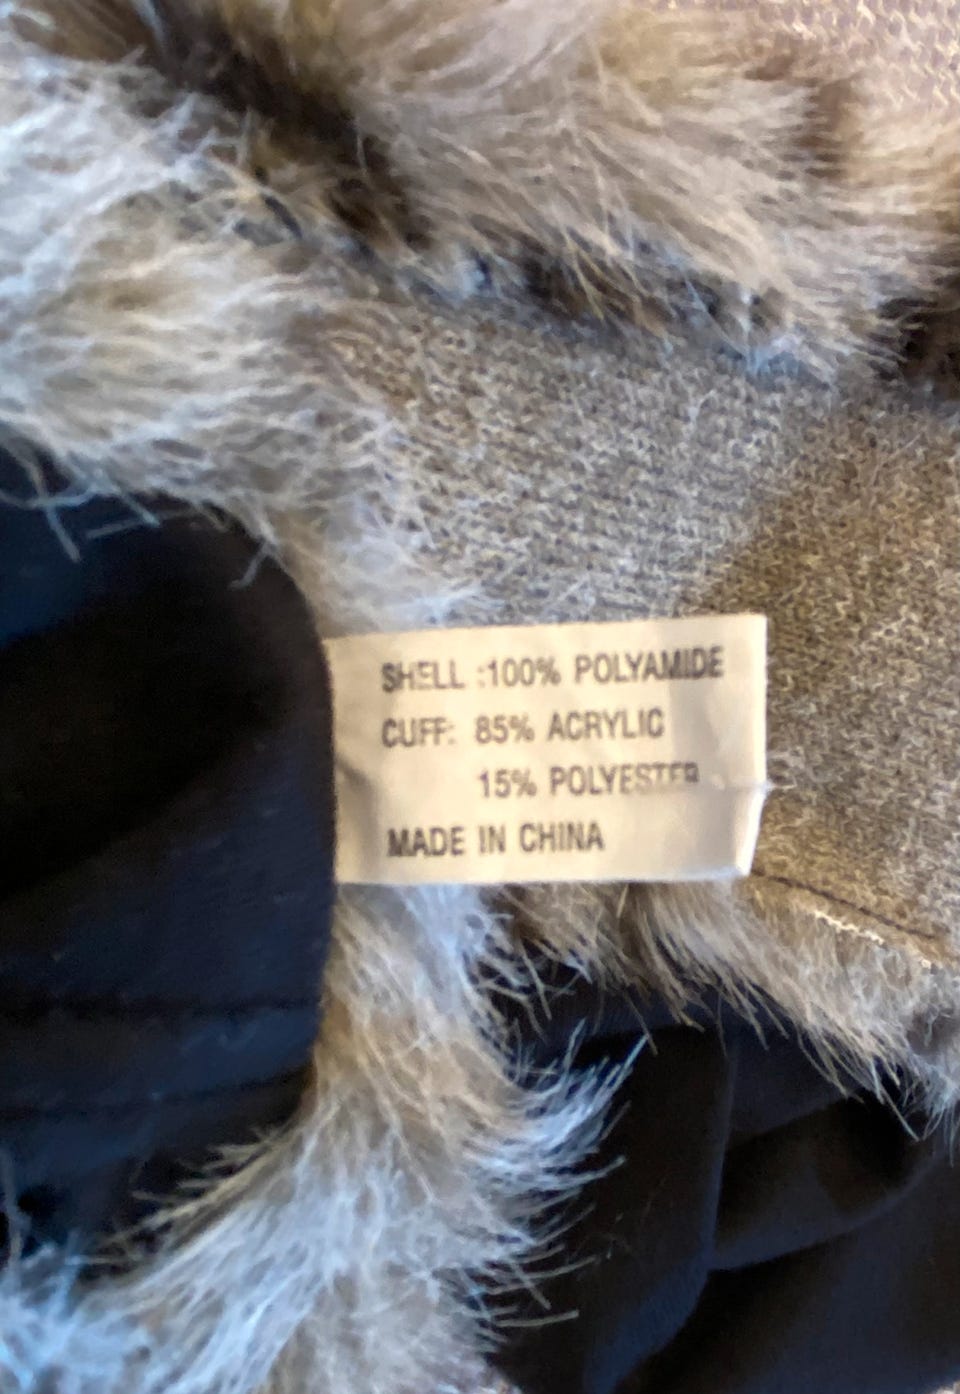 SHELL :100% POLYAMIDE
CUFF: 85% ACRYLIC
15% POLYESTER
MADE IN CHINA